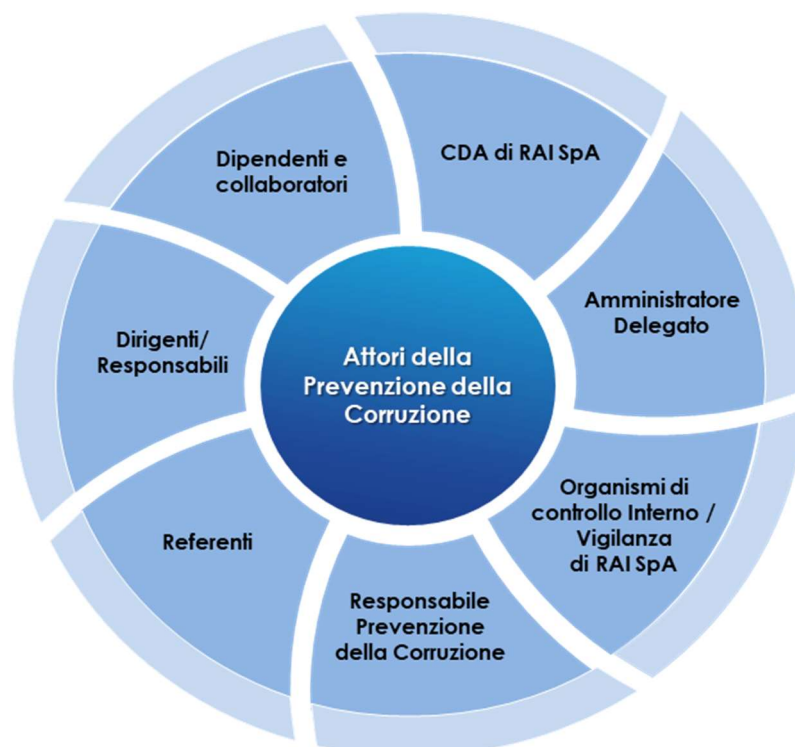 Attori della
Prevenzione della
Corruzione
CDA di RAI SpA
Amministratore
Delegato
Organismi di
controllo Interno /
Vigilanza
di RAI SpA
Responsabile
Prevenzione
della Corruzione
Referenti
Dirigenti/
Responsabili
Dipendenti e
collaboratori